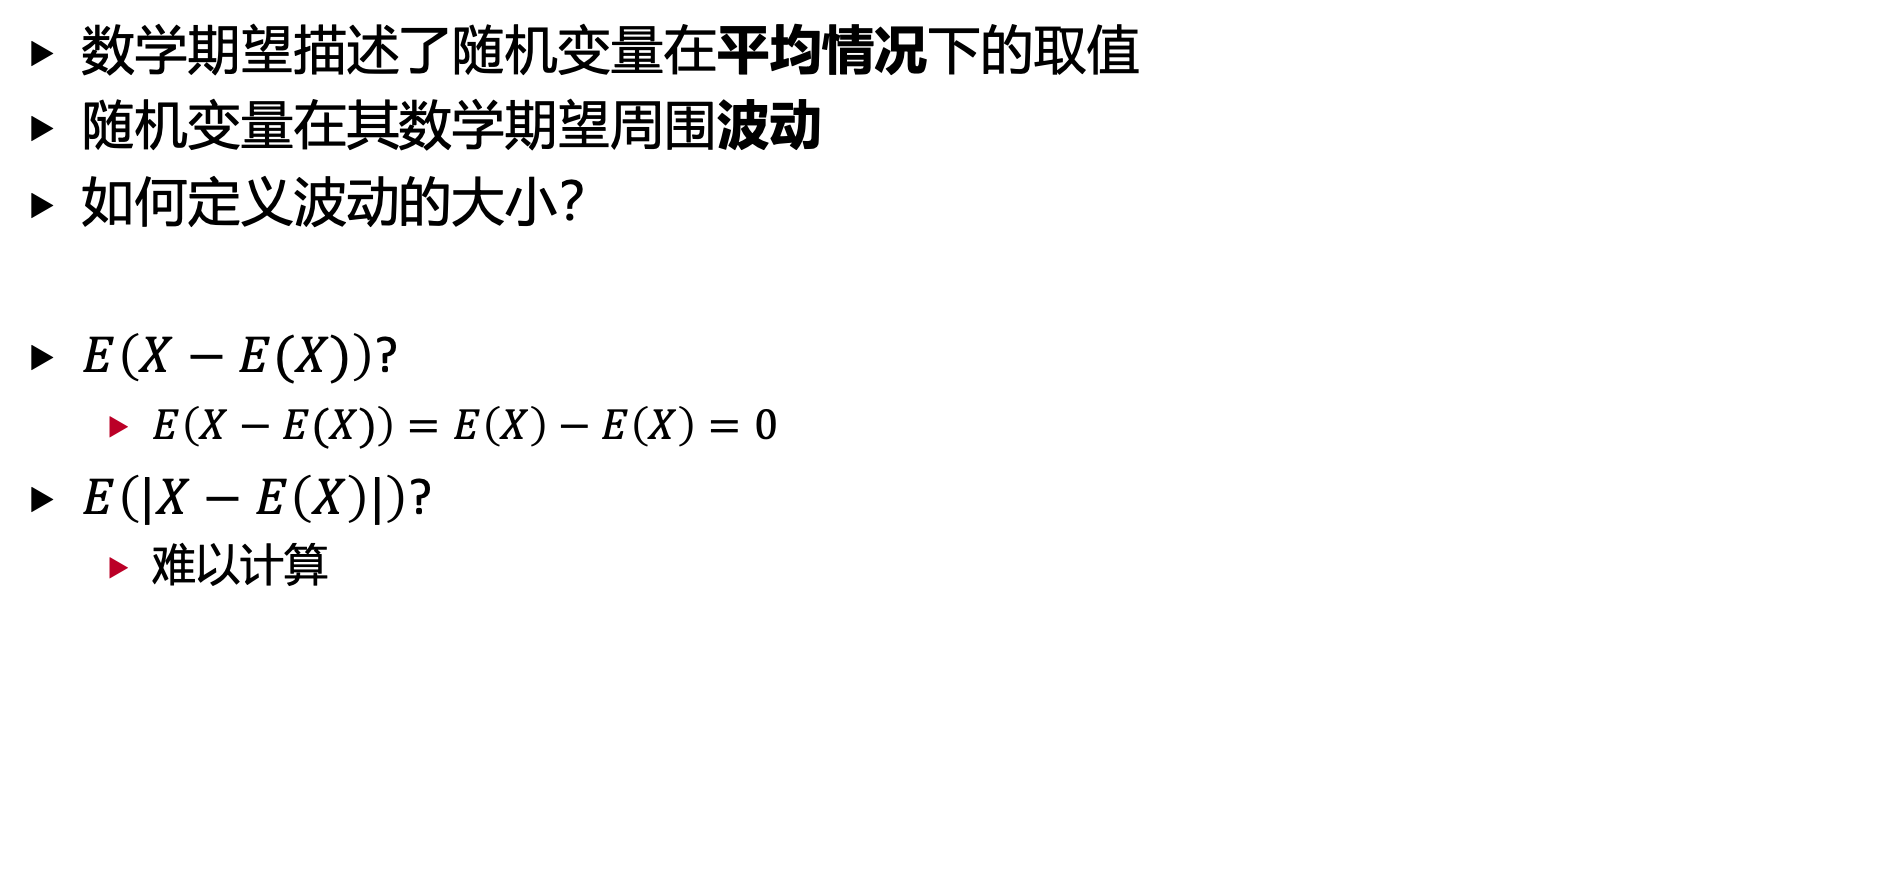 ▶ 数学期望描述了随机变量在平均情况下的取值
▶ 随机变量在其数学期望周围波动
▶ 如何定义波动的大小？
▶ E(X − E(X))?
▶ E(X − E(X)) = E(X) − E(X) = 0
▶ E(|X − E(X)|)?
▶ 难以计算